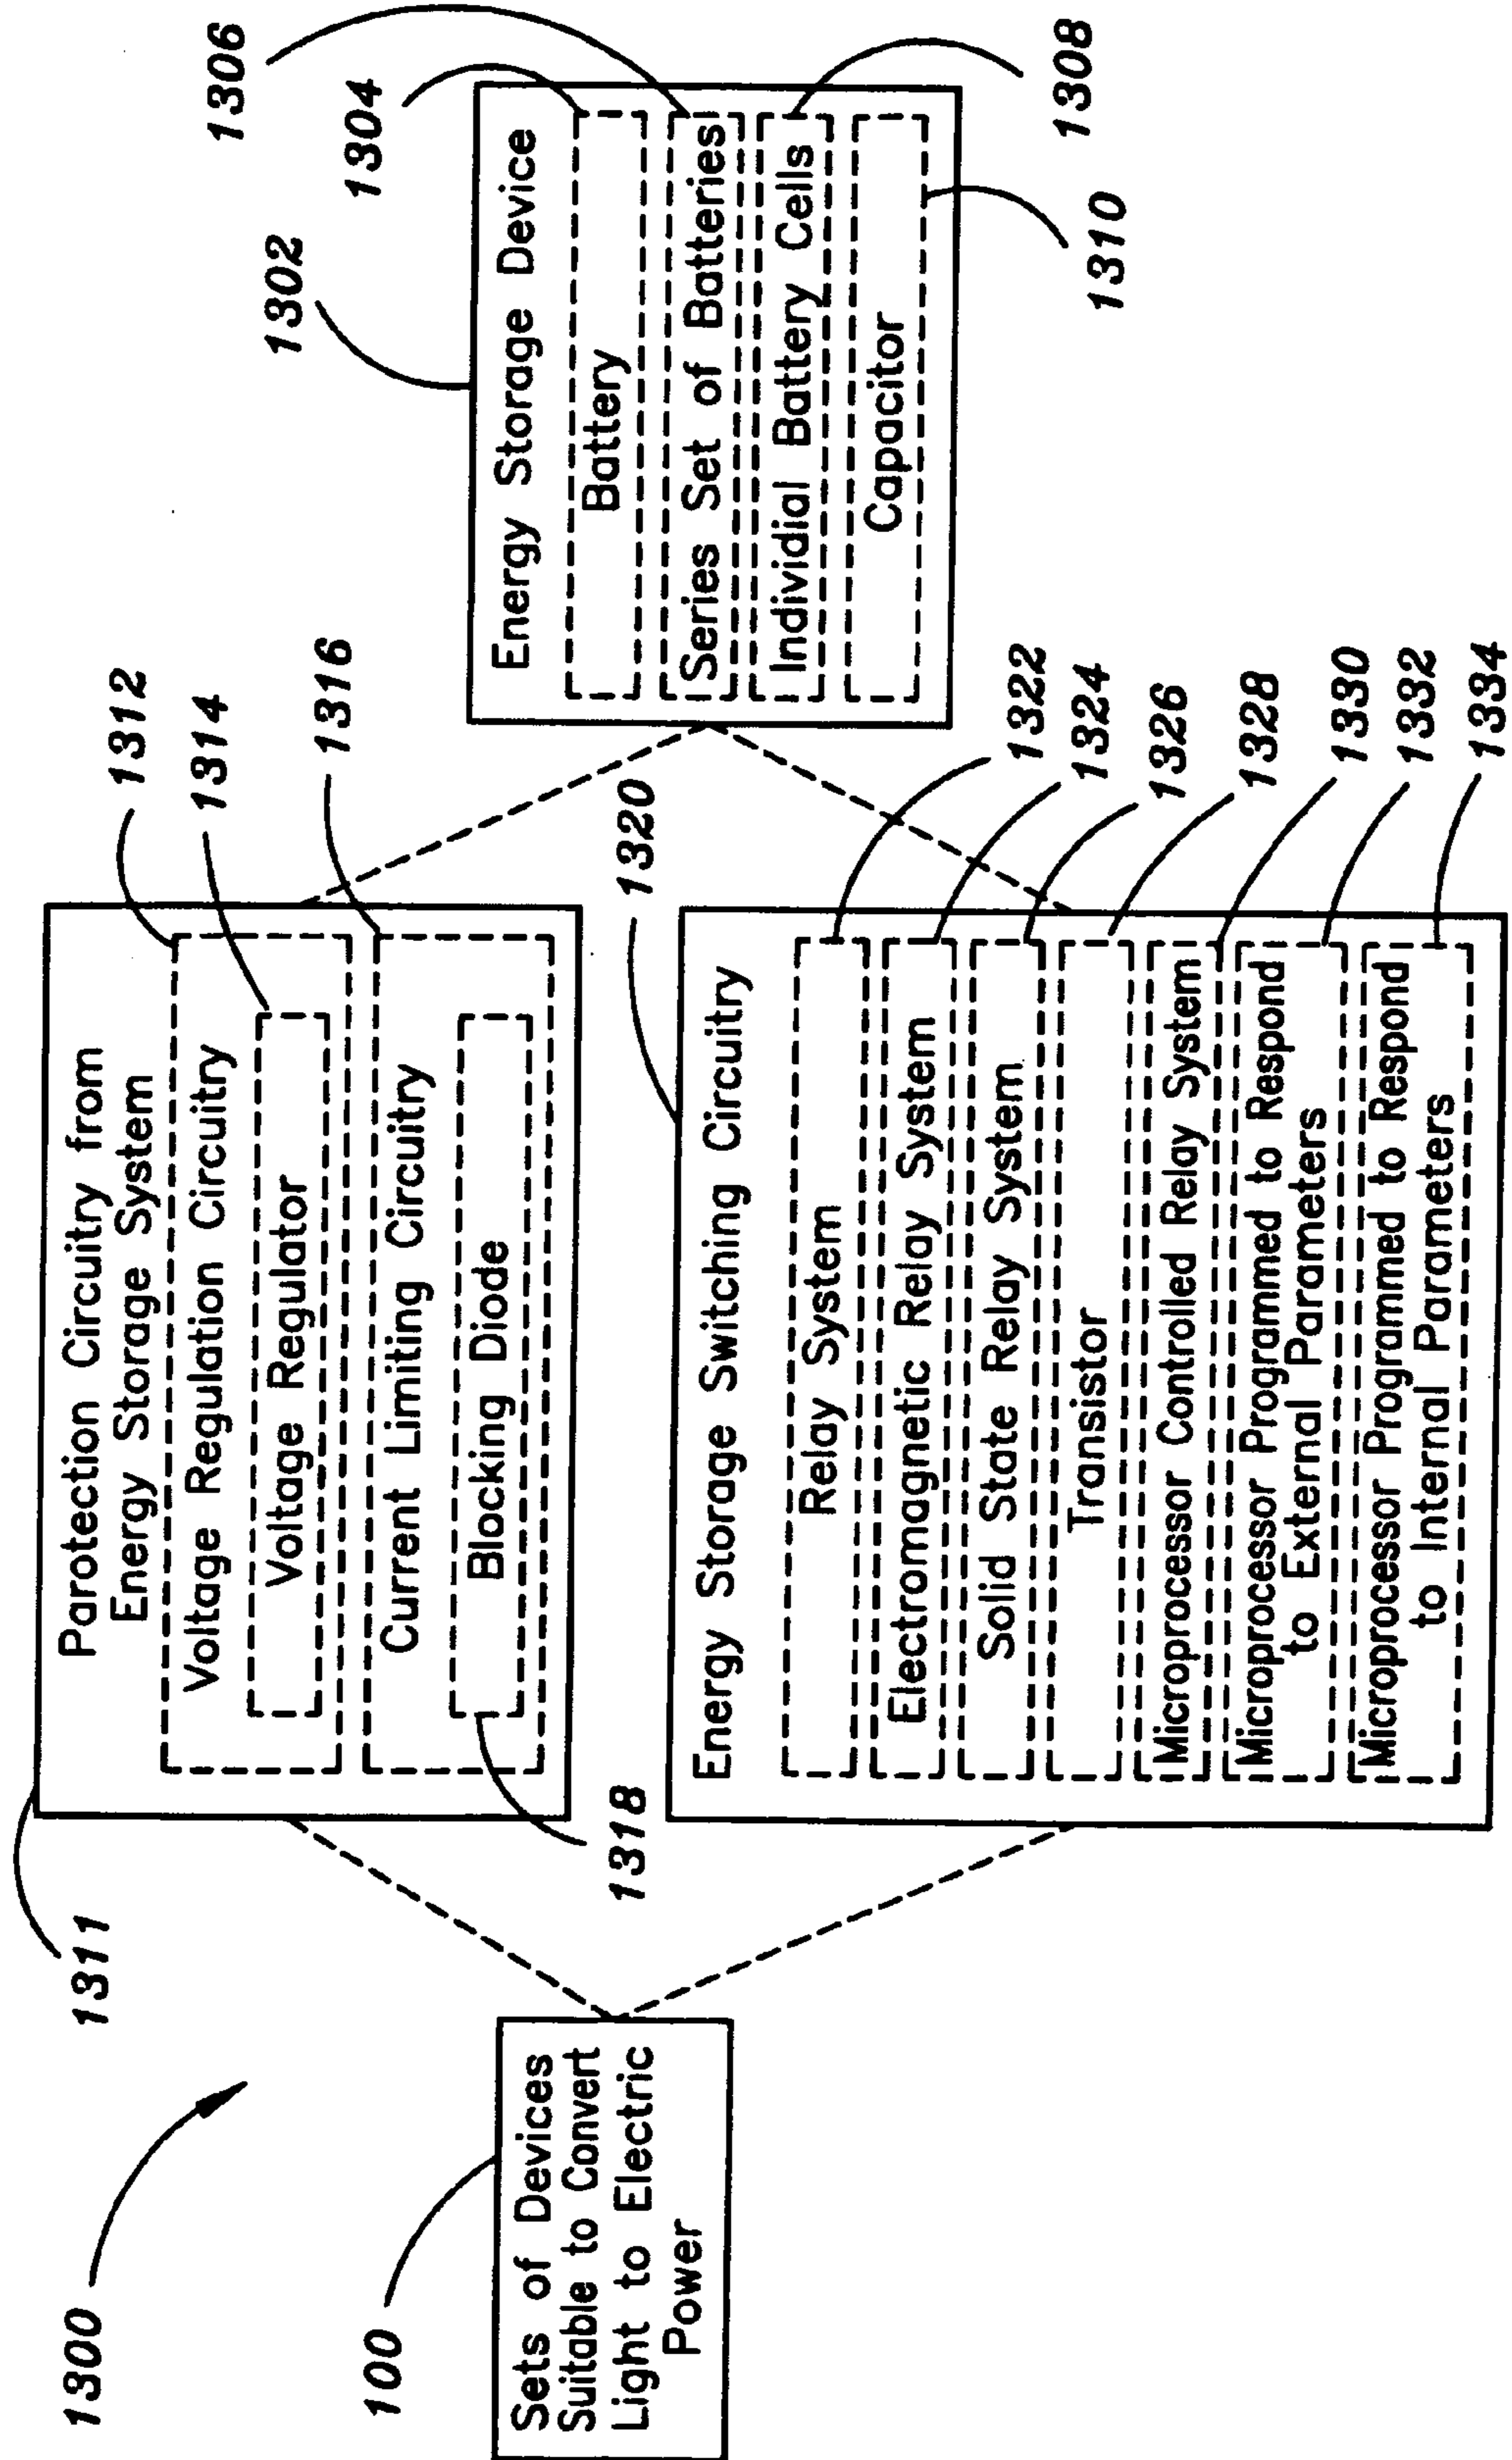 1300
100
Sets of Devices
Suitable to Convert
Light to Electric
Power
1311
Parotection Circuitry from
Energy Storage System
Voltage Regulation Circuitry
Voltage Regulator
Current Limiting Circuitry
Blocking Diode
1312
1314
1316
1318
1320
Energy Storage Switching Circuitry
Relay System
Electromagnetic Relay System
Solid State Relay System
Transistor
Microprocessor Controlled Relay System
Microprocessor Programmed to Respond
to External Parameters
Microprocessor Programmed to Respond
to Internal Parameters
1322
1324
1326
1328
1330
1332
1334
1302
Energy Storage Device
Battery
Series Set of Batteries
Individial Battery Cells
Capacitor
1304
1306
1308
1310